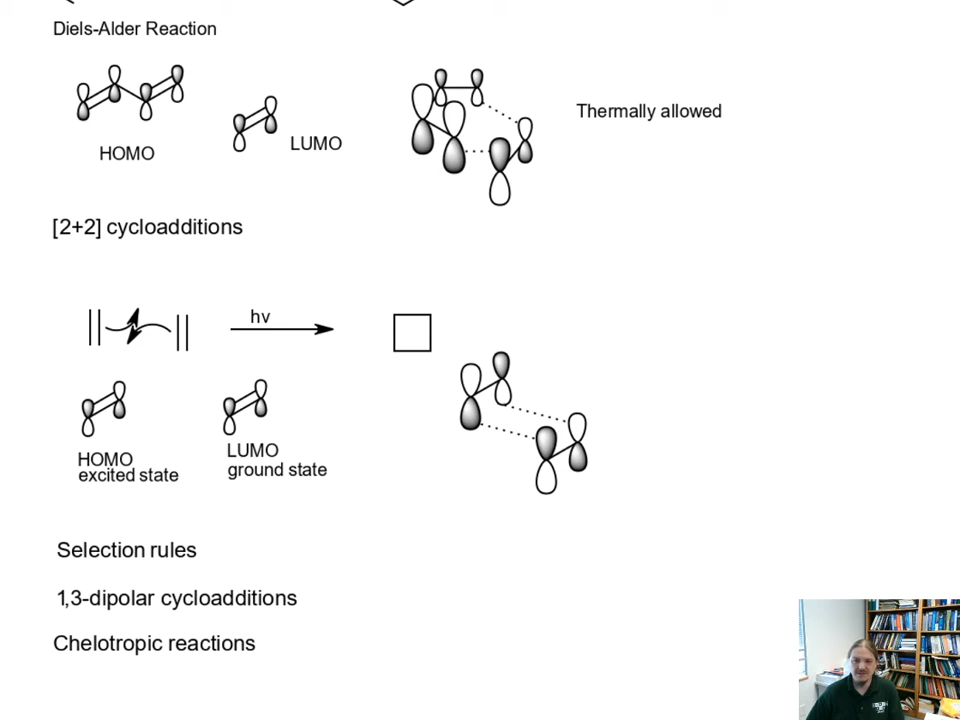 Diels-Alder Reaction
HOMO
LUMO
Thermally allowed
[2+2] cycloadditions
hv
HOMO
excited state
LUMO
ground state
Selection rules
1,3-dipolar cycloadditions
Chelotropic reactions